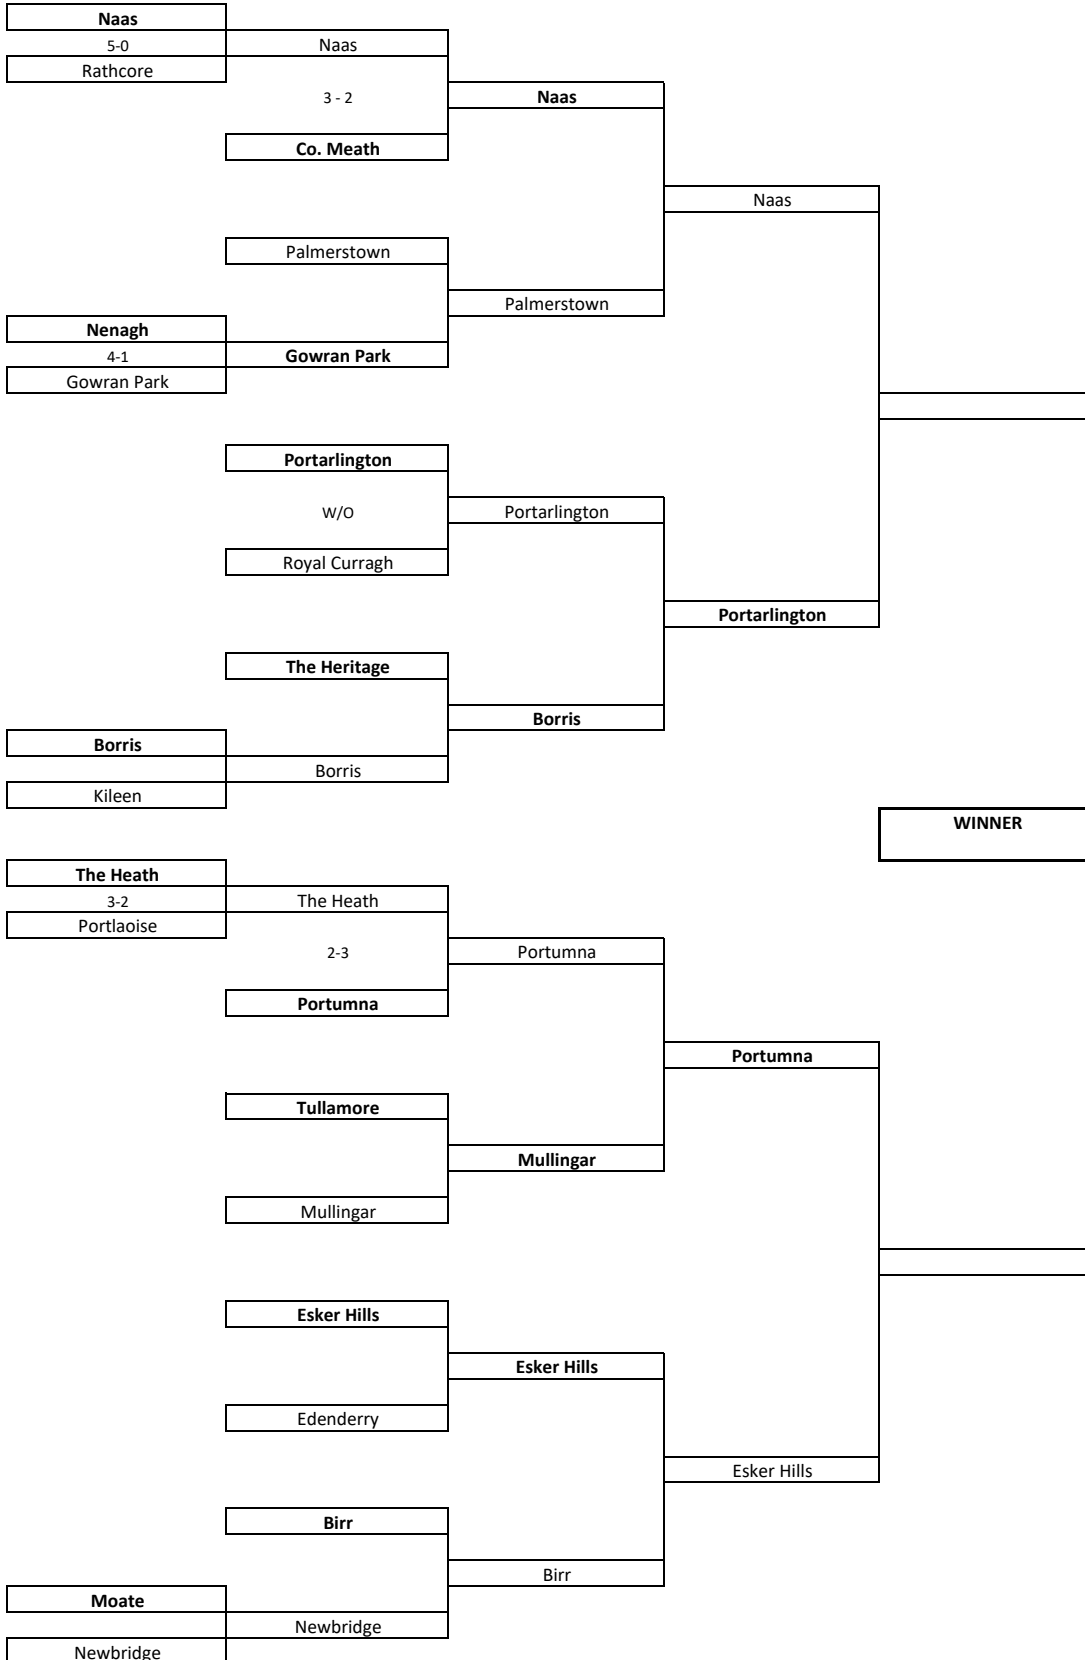 Naas
5-0
Naas
Rathcore
3 - 2
Naas
Co. Meath
Naas
Palmerstown
Palmerstown
Nenagh
4-1
Gowran Park
Gowran Park
Portarlington
W/O
Portarlington
Royal Curragh
Portarlington
The Heritage
Borris
Borris
Borris
Kileen
WINNER
The Heath
3-2
The Heath
Portlaoise
2-3
Portumna
Portumna
Portumna
Tullamore
Mullingar
Mullingar
Esker Hills
Esker Hills
Edenderry
Esker Hills
Birr
Birr
Moate
Newbridge
Newbridge